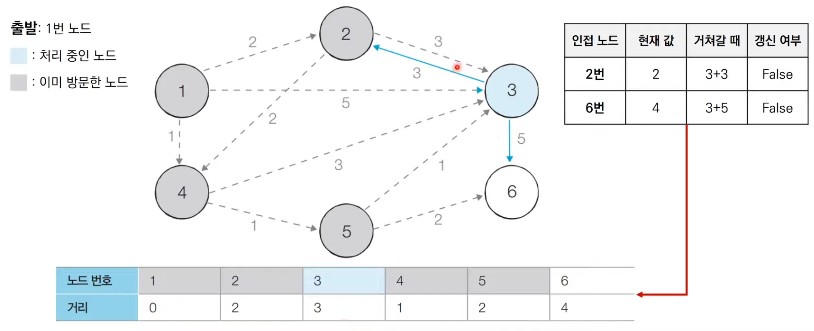 출발: 1번 노드
: 처리 중인 노드
: 이미 방문한 노드
1
2
3
4
5
6
2
3
3
5
1
2
3
1
1
2
5
인접 노드 현재 값 거쳐갈 때 갱신 여부
2번 2 3+3 False
6번 4 3+5 False
노드 번호 1 2 3 4 5 6
거리 0 2 3 1 2 4